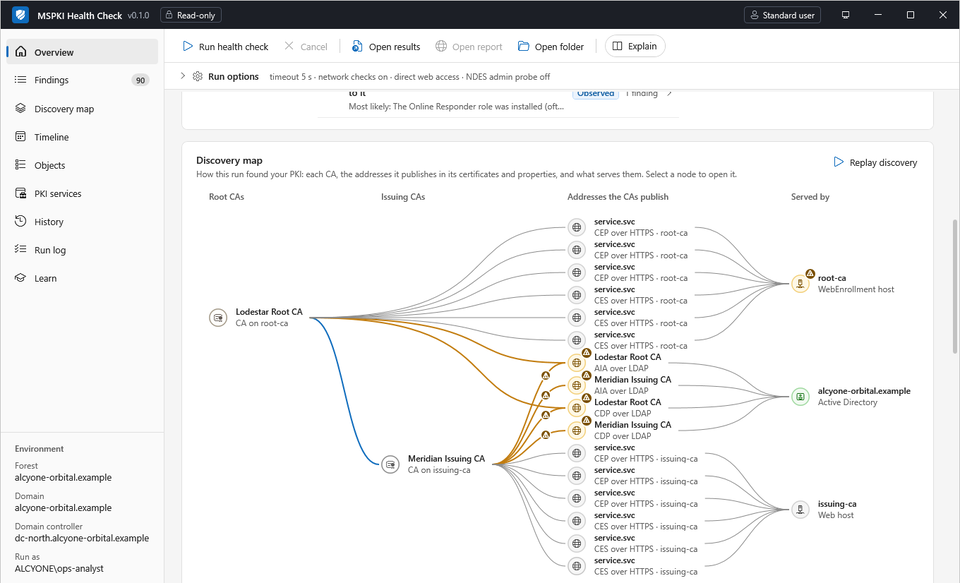 MSPKI Health Check v0.1.0 Read-only Standard user
Run health check Cancel Open results Open report Open folder Explain
Run options timeout 5 s · network checks on · direct web access · NDES admin probe off
Overview
Findings 90
Discovery map
Timeline
Objects
PKI services
History
Run log
Learn
Environment
Forest
alcyone-orbital.example
Domain
alcyone-orbital.example
Domain controller
dc-north.alcyone-orbital.example
Run as
ALCYONE\ops-analyst
to it Observed 1 finding
Most likely: The Online Responder role was installed (oft...
Discovery map
Replay discovery
How this run found your PKI: each CA, the addresses it publishes in its certificates and properties, and what serves them. Select a node to open it.
Root CAs Issuing CAs Addresses the CAs publish Served by
Lodestar Root CA
CA on root-ca
Meridian Issuing CA
CA on issuing-ca
service.svc
CEP over HTTPS · root-ca
service.svc
CEP over HTTPS · root-ca
service.svc
CEP over HTTPS · root-ca
service.svc
CES over HTTPS · root-ca
service.svc
CES over HTTPS · root-ca
service.svc
CES over HTTPS · root-ca
Lodestar Root CA
AIA over LDAP
Meridian Issuing CA
AIA over LDAP
Lodestar Root CA
CDP over LDAP
Meridian Issuing CA
CDP over LDAP
service.svc
CEP over HTTPS · issuing-ca
service.svc
CEP over HTTPS · issuing-ca
service.svc
CES over HTTPS · issuing-ca
service.svc
CES over HTTPS · issuing-ca
service.svc
CES over HTTPS · issuing-ca
service.svc
CES over HTTPS · issuing-ca
root-ca
WebEnrollment host
alcyone-orbital.example
Active Directory
issuing-ca
Web host